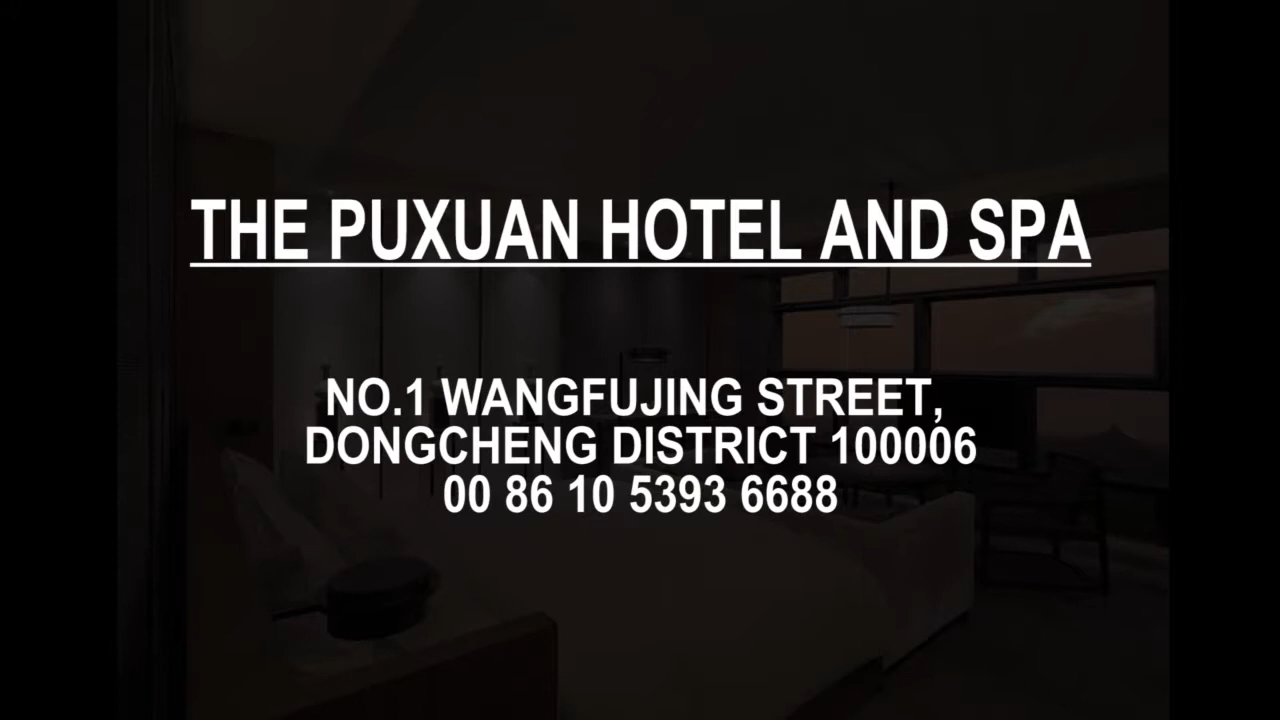 THE PUXUAN HOTEL AND SPA
NO.1 WANGFUJING STREET,
DONGCHENG DISTRICT 100006
00 86 10 5393 6688